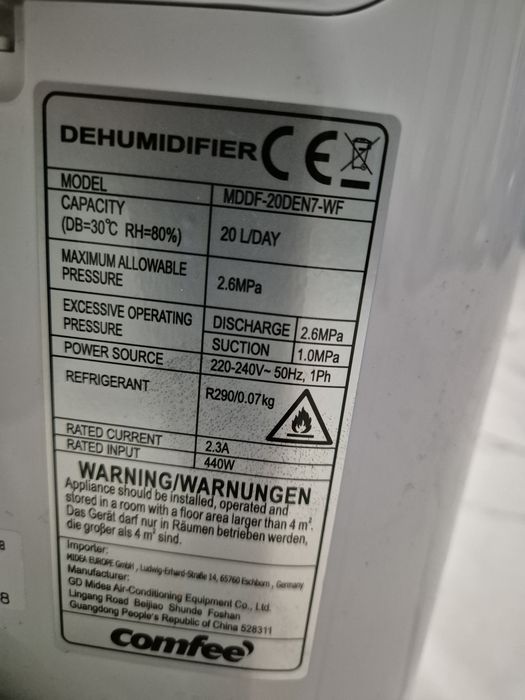 DEHUMIDIFIER CE
MODEL MDDF-20DEN7-WF
CAPACITY
(DB=30℃ RH=80%) 20 L/DAY
MAXIMUM ALLOWABLE
PRESSURE 2.6MPa
EXCESSIVE OPERATING
PRESSURE DISCHARGE 2.6MPa
SUCTION 1.0MPa
POWER SOURCE 220-240V~ 50Hz, 1Ph
REFRIGERANT R290/0.07kg
RATED CURRENT 2.3A
RATED INPUT 440W
WARNING/WARNUNGEN
Appliance should be installed, operated and
stored in a room with a floor area larger than 4 m².
Das Gerät darf nur in Räumen betrieben werden,
die größer als 4 m² sind.
Importer:
MIDEA EUROPE GmbH , Ludwig-Erhard-Straße 14, 65760 Eschborn , Germany
Manufacturer:
GD Midea Air-Conditioning Equipment Co., Ltd.
Lingang Road Beijiao Shunde Foshan
Guangdong People's Republic of China 528311
comfee'
8
8